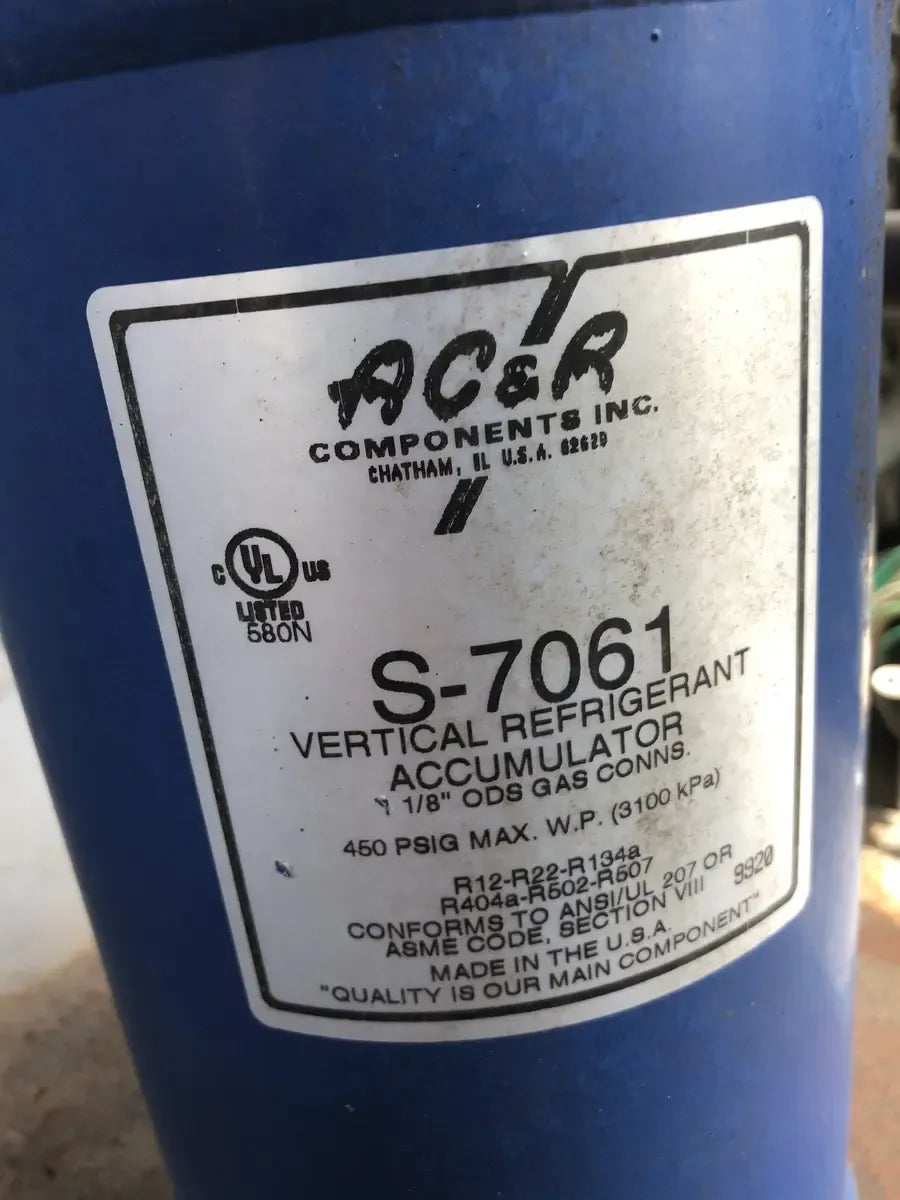 AC&R
COMPONENTS INC.
CHATHAM, IL U.S.A. 62629
C UL US
LISTED
580N
S-7061
VERTICAL REFRIGERANT
ACCUMULATOR
1 1/8" ODS GAS CONNS.
450 PSIG MAX. W.P. (3100 kPa)
R12-R22-R134a
R404a-R502-R507
CONFORMS TO ANSI/UL 207 OR
ASME CODE, SECTION VIII 9920
MADE IN THE U.S.A.
"QUALITY IS OUR MAIN COMPONENT"